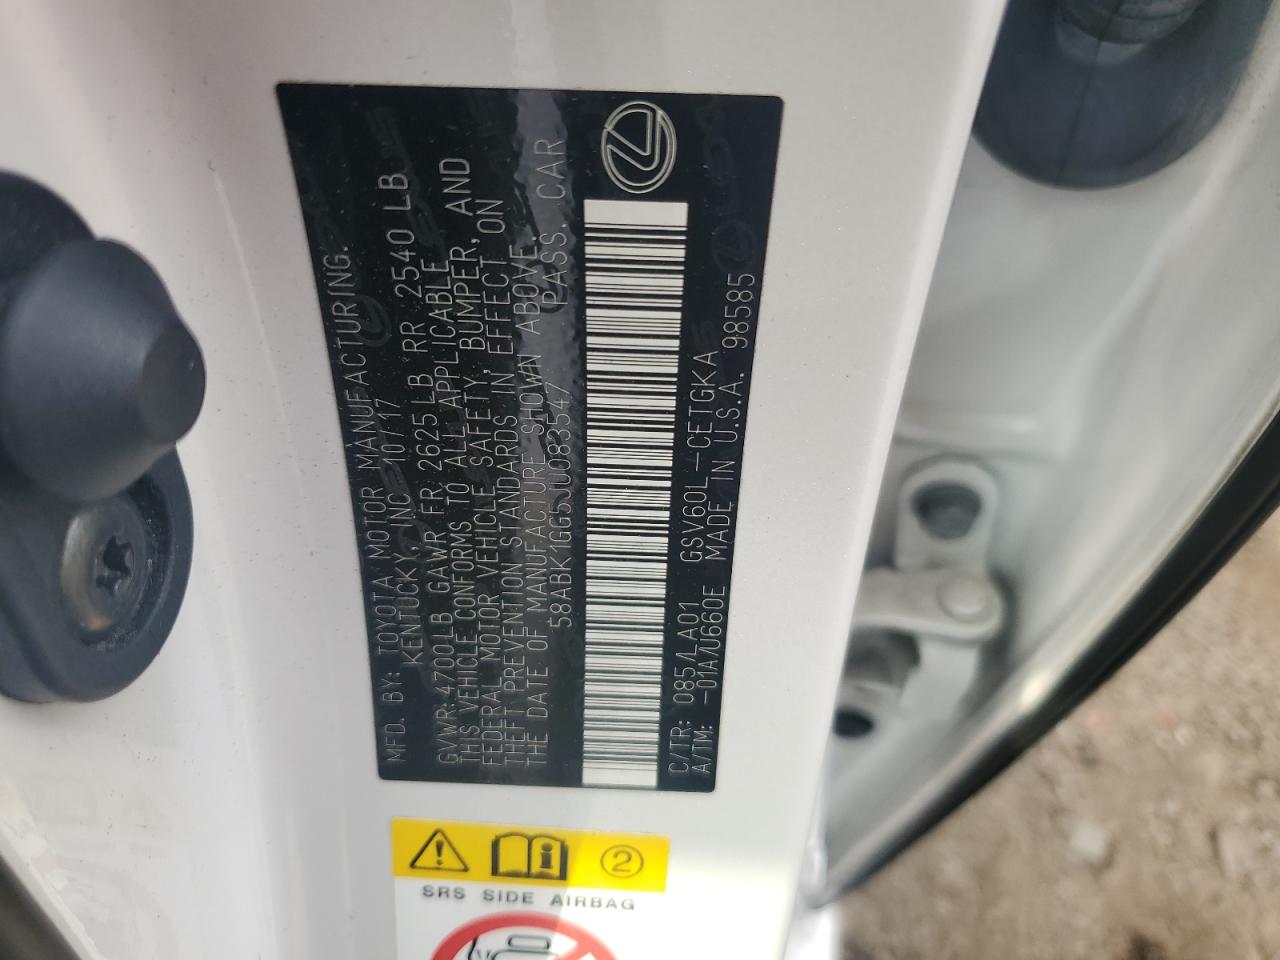 MFD. BY: TOYOTA MOTOR MANUFACTURING.
KENTUCKY, INC 10/17
GVWR: 4700LB GAWR FR 2625 LB RR 2540 LB
THIS VEHICLE CONFORMS TO ALL APPLICABLE
FEDERAL MOTOR VEHICLE SAFETY, BUMPER, AND
THEFT PREVENTION STANDARDS IN EFFECT ON
THE DATE OF MANUFACTURE SHOWN ABOVE.
58ABK1GG5JU083547 PASS. CAR
C/TR: 085/LA01 GSV60L-CETGKA
A/TM: -01A/U660E MADE IN U.S.A. 98585
2
SRS SIDE AIRBAG